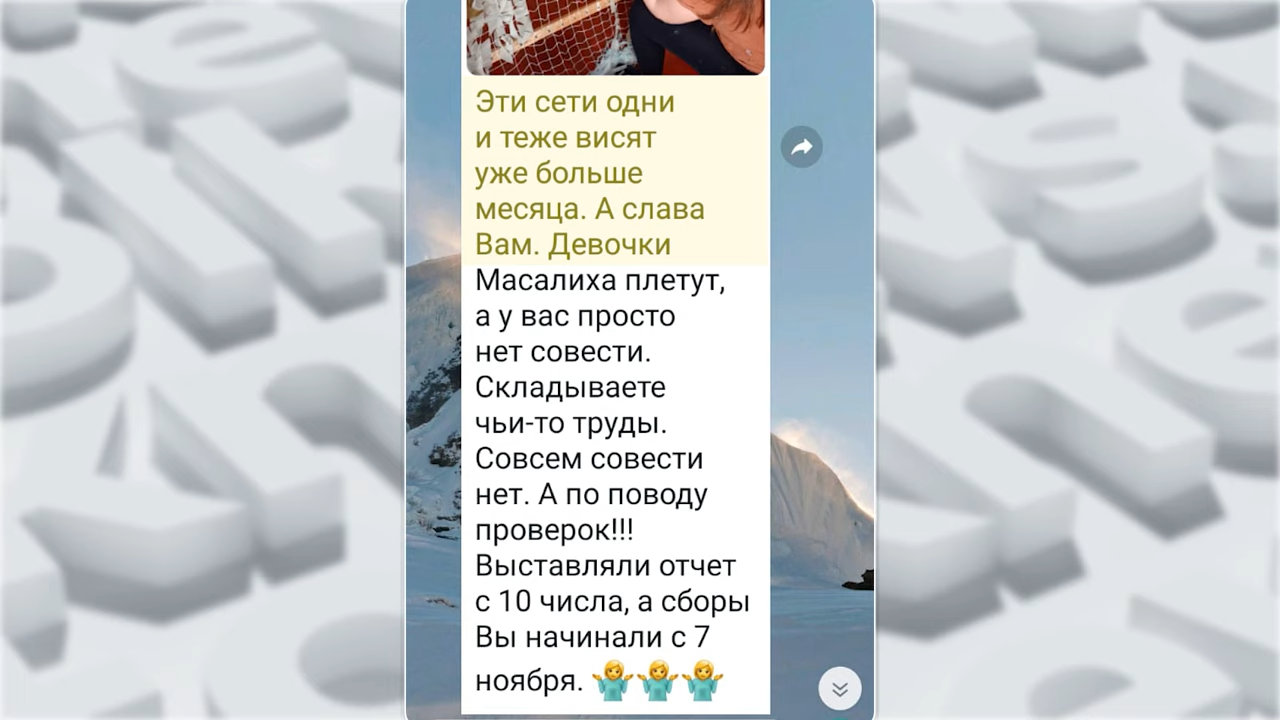 Эти сети одни
и теже висят
уже больше
месяца. А слава
Вам. Девочки
Масалиха плетут,
а у вас просто
нет совести.
Складываете
чьи-то труды.
Совсем совести
нет. А по поводу
проверок!!!
Выставляли отчет
с 10 числа, а сборы
Вы начинали с 7
ноября. 🤷‍♀️🤷‍♀️🤷‍♀️